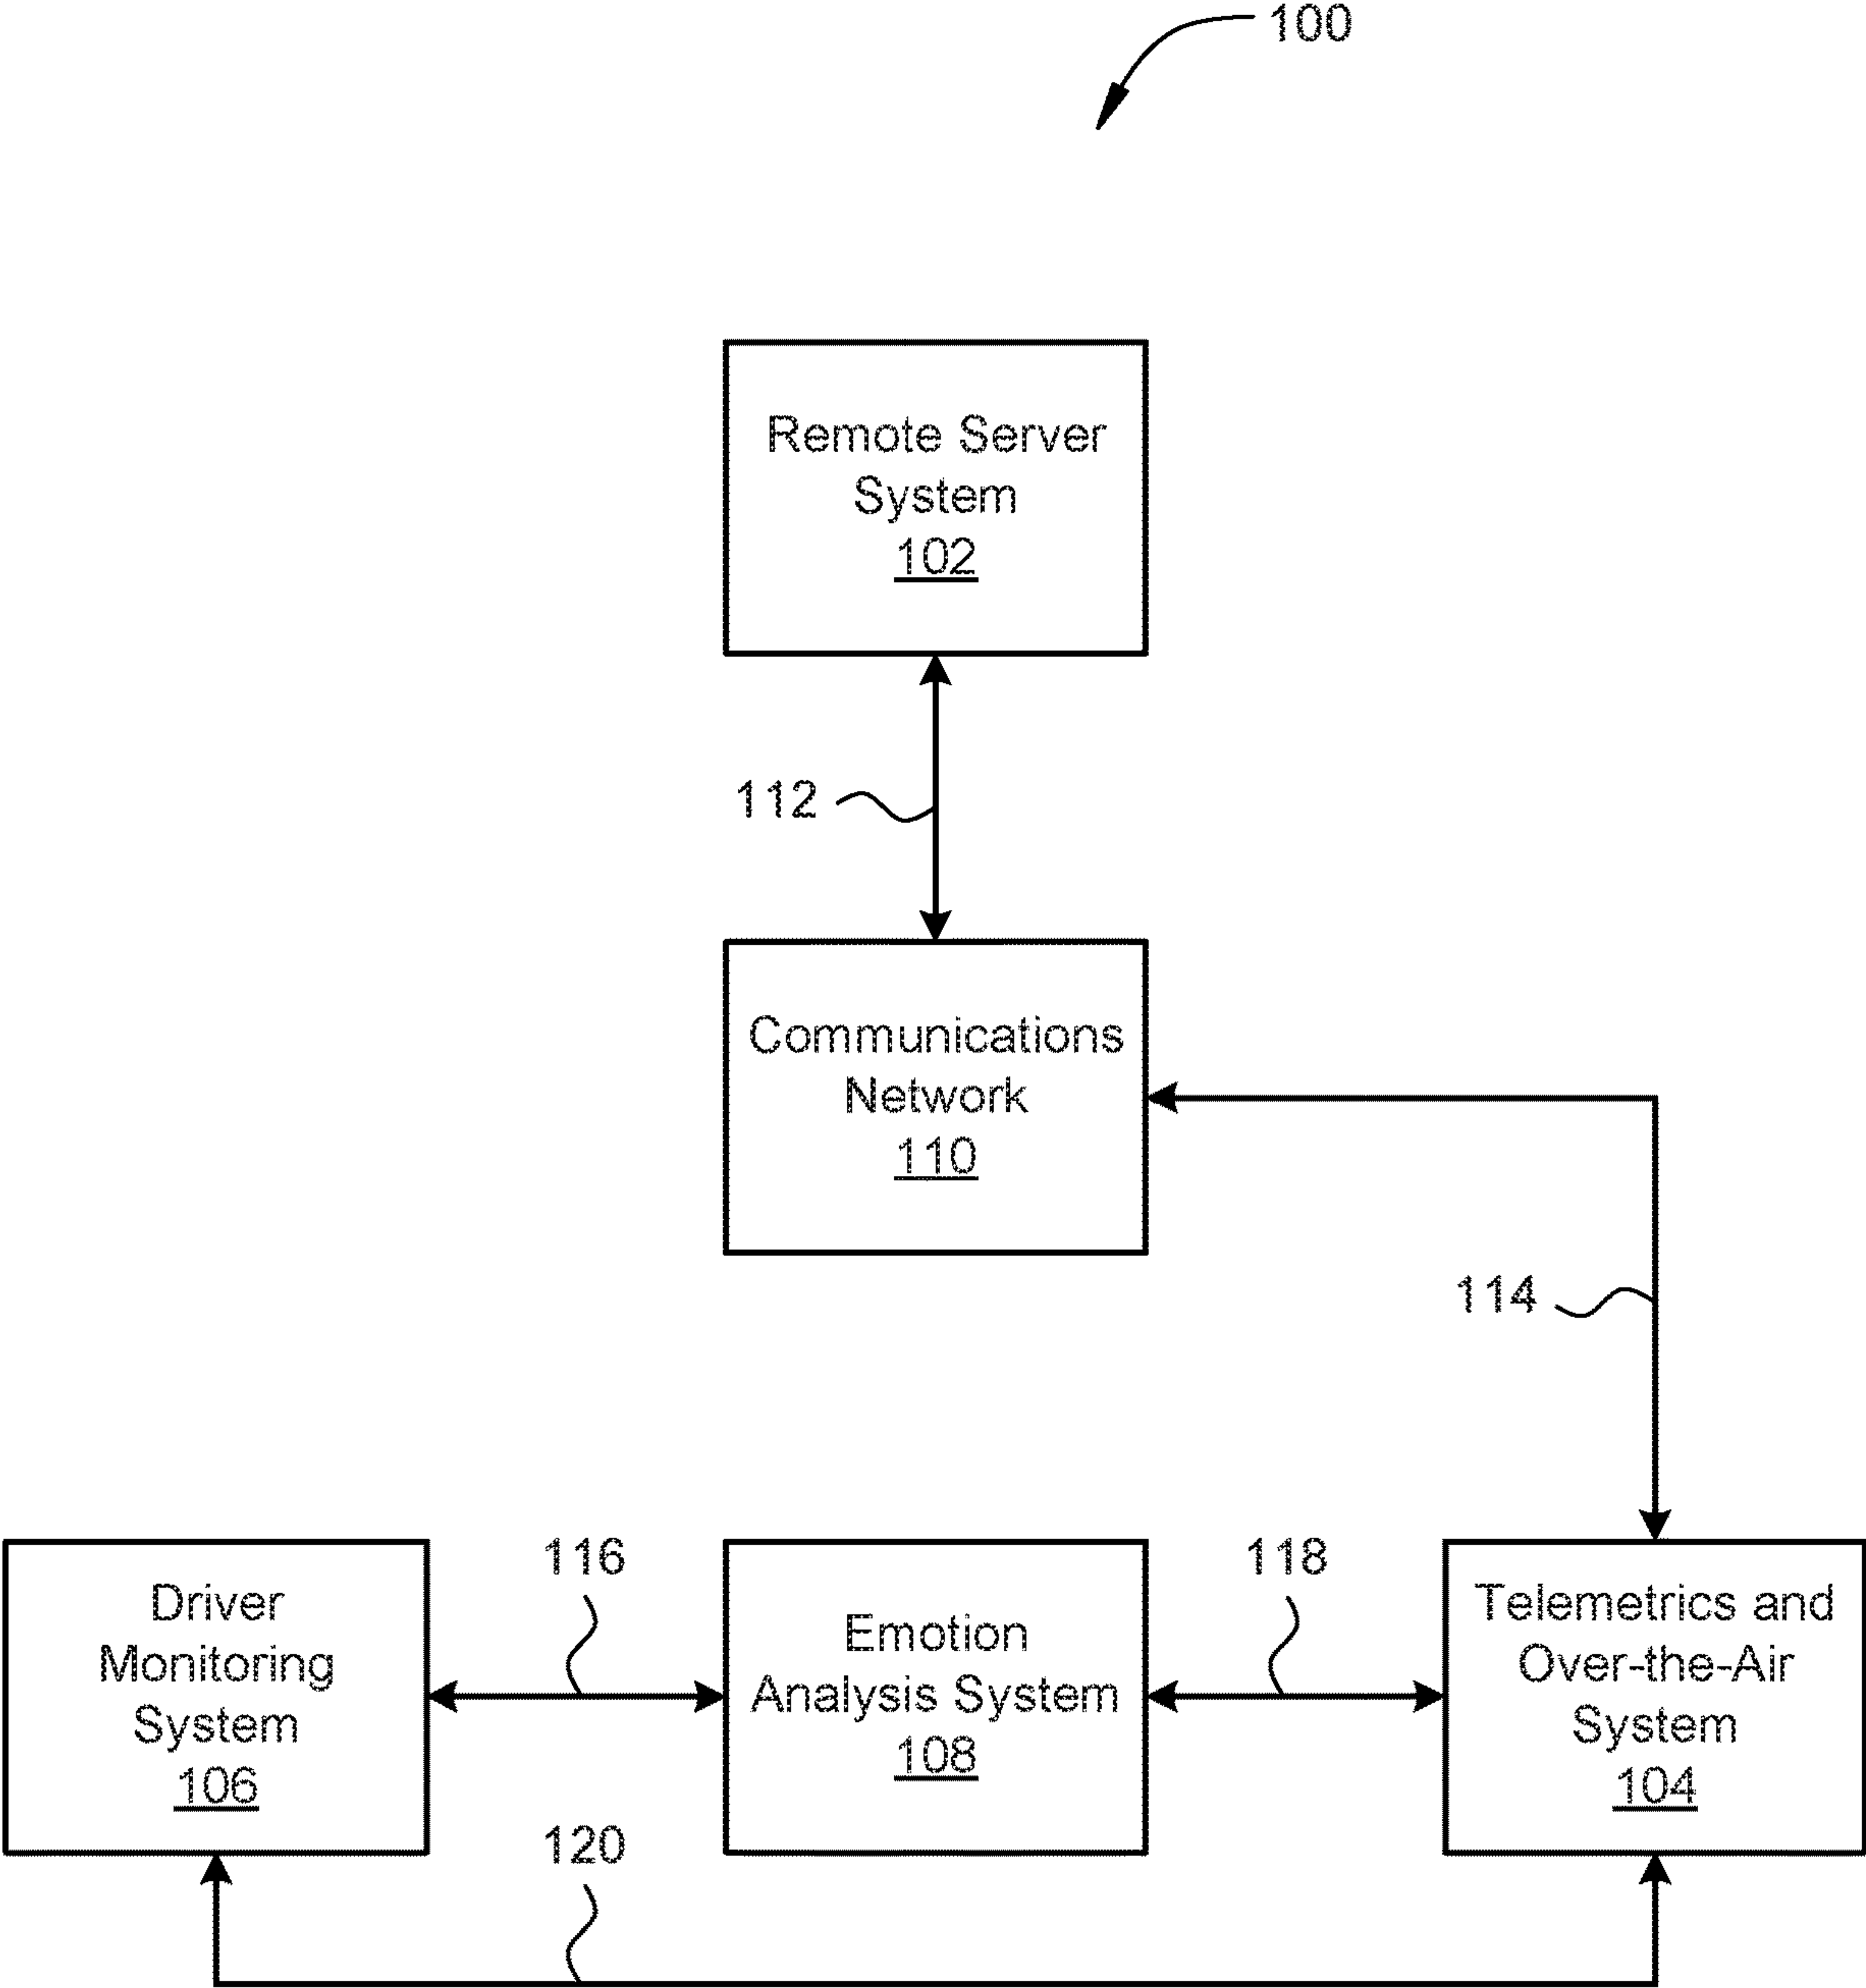 100
Remote Server
System
102
112
Communications
Network
110
114
116
118
Driver
Monitoring
System
106
Emotion
Analysis System
108
Telemetrics and
Over-the-Air
System
104
120